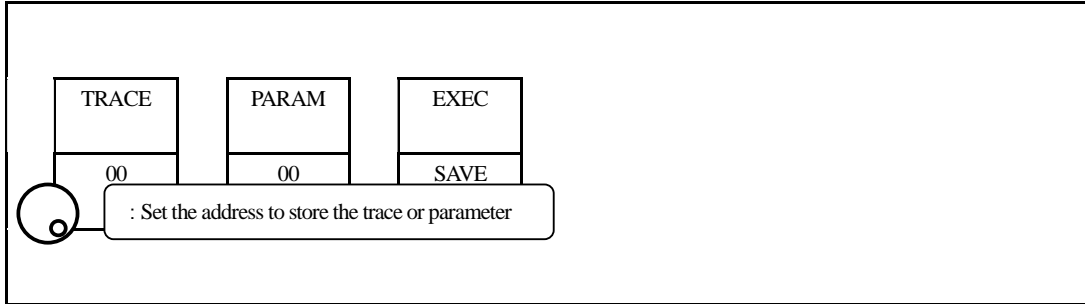 TRACE PARAM EXEC
00 00 SAVE
: Set the address to store the trace or parameter